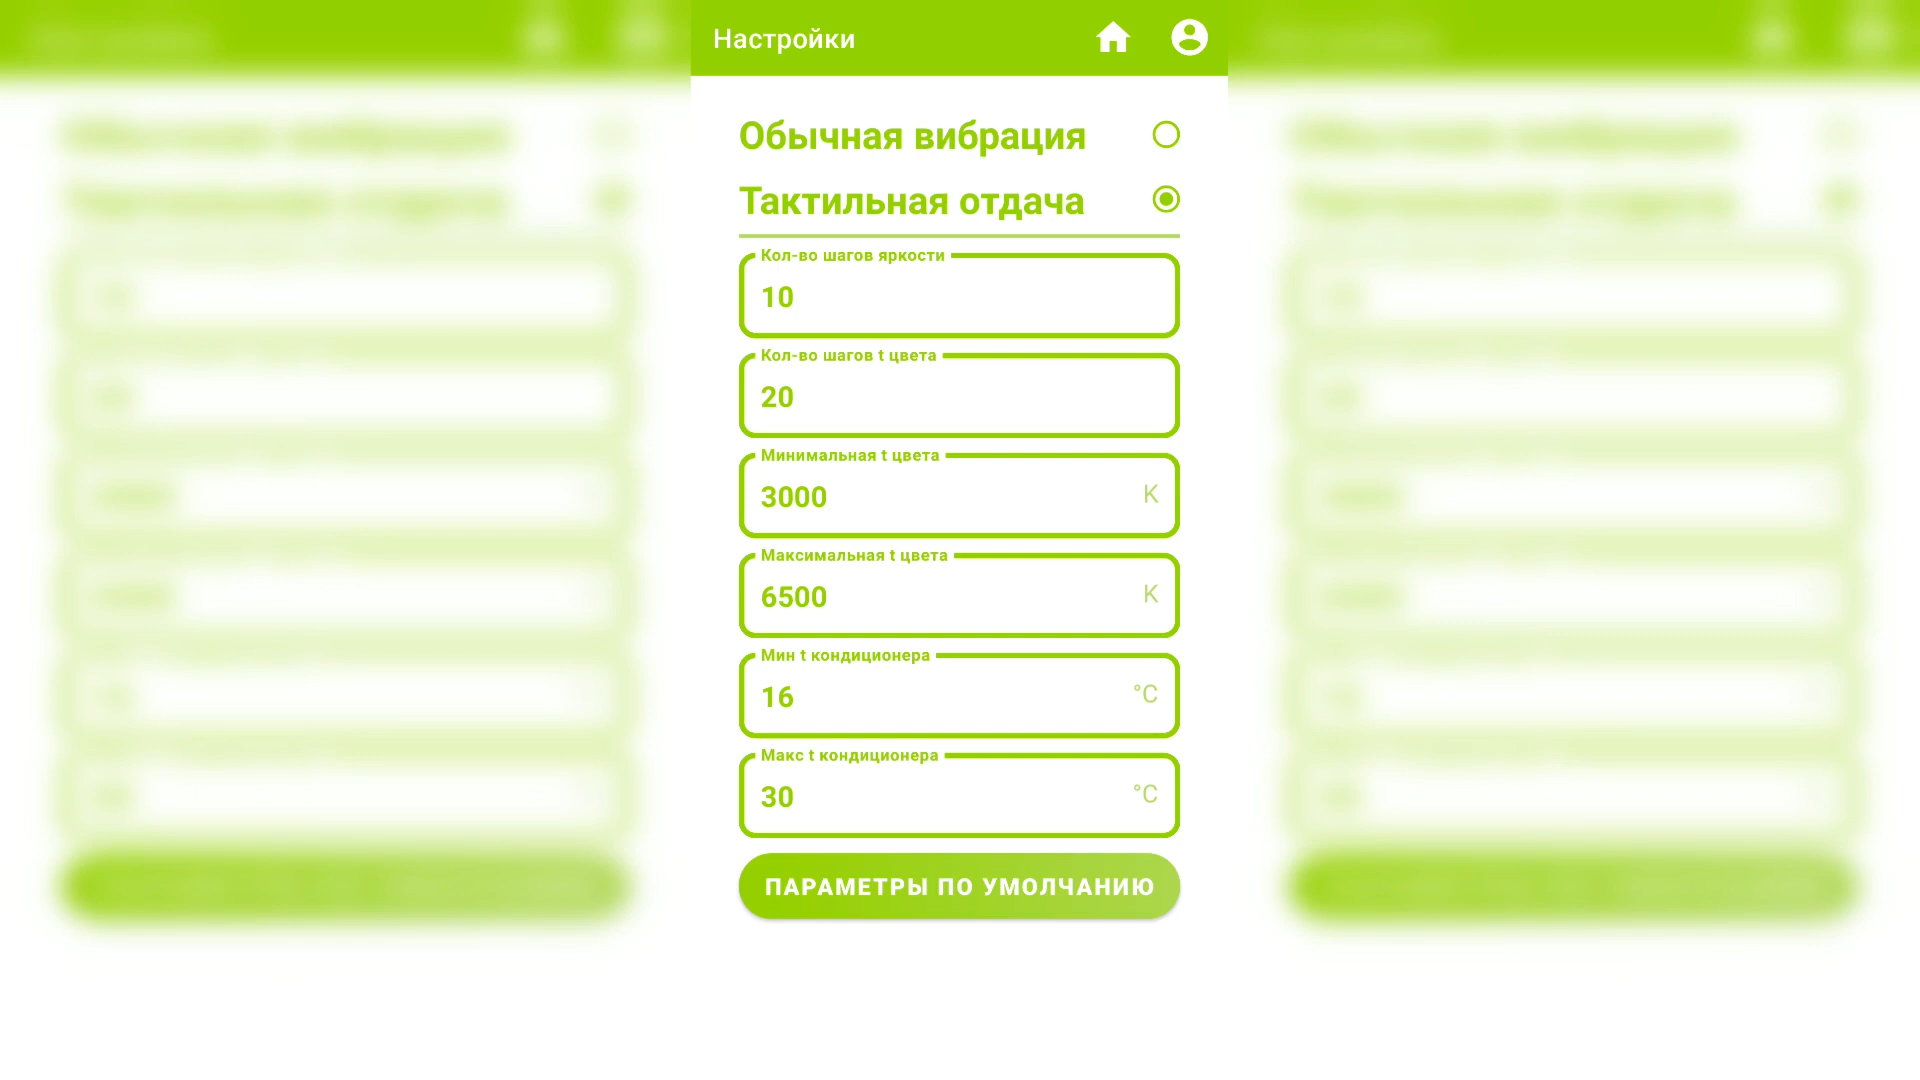 Настройки
Обычная вибрация
Тактильная отдача
Кол-во шагов яркости
10
Кол-во шагов t цвета
20
Минимальная t цвета
3000 K
Максимальная t цвета
6500 K
Мин t кондиционера
16 °C
Макс t кондиционера
30 °C
ПАРАМЕТРЫ ПО УМОЛЧАНИЮ